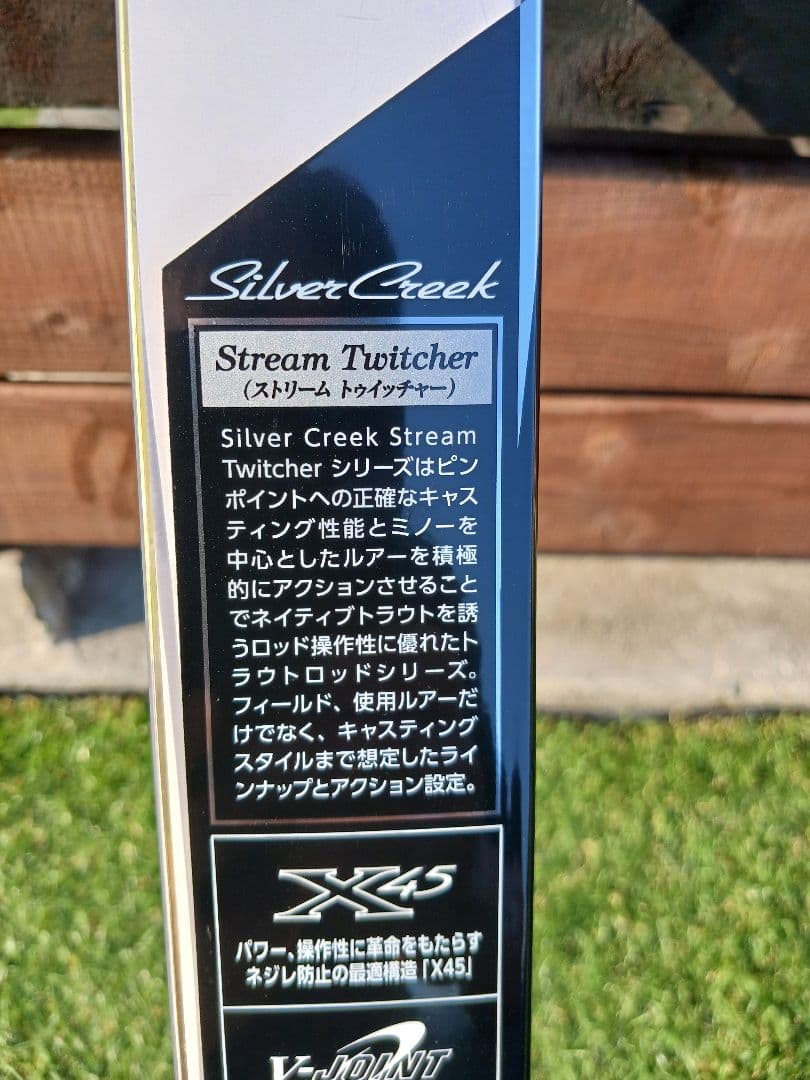 Silver Creek
Stream Twitcher
(ストリーム トゥイッチャー)
Silver Creek Stream
Twitcher シリーズはピン
ポイントへの正確なキャス
ティング性能とミノーを
中心としたルアーを積極
的にアクションさせること
でネイティブトラウトを誘
うロッド操作性に優れたト
ラウトロッドシリーズ。
フィールド、使用ルアーだ
けでなく、キャスティング
スタイルまで想定したライ
ンナップとアクション設定。
X45
パワー、操作性に革命をもたらす
ネジレ防止の最適構造「X45」
V-JOINT